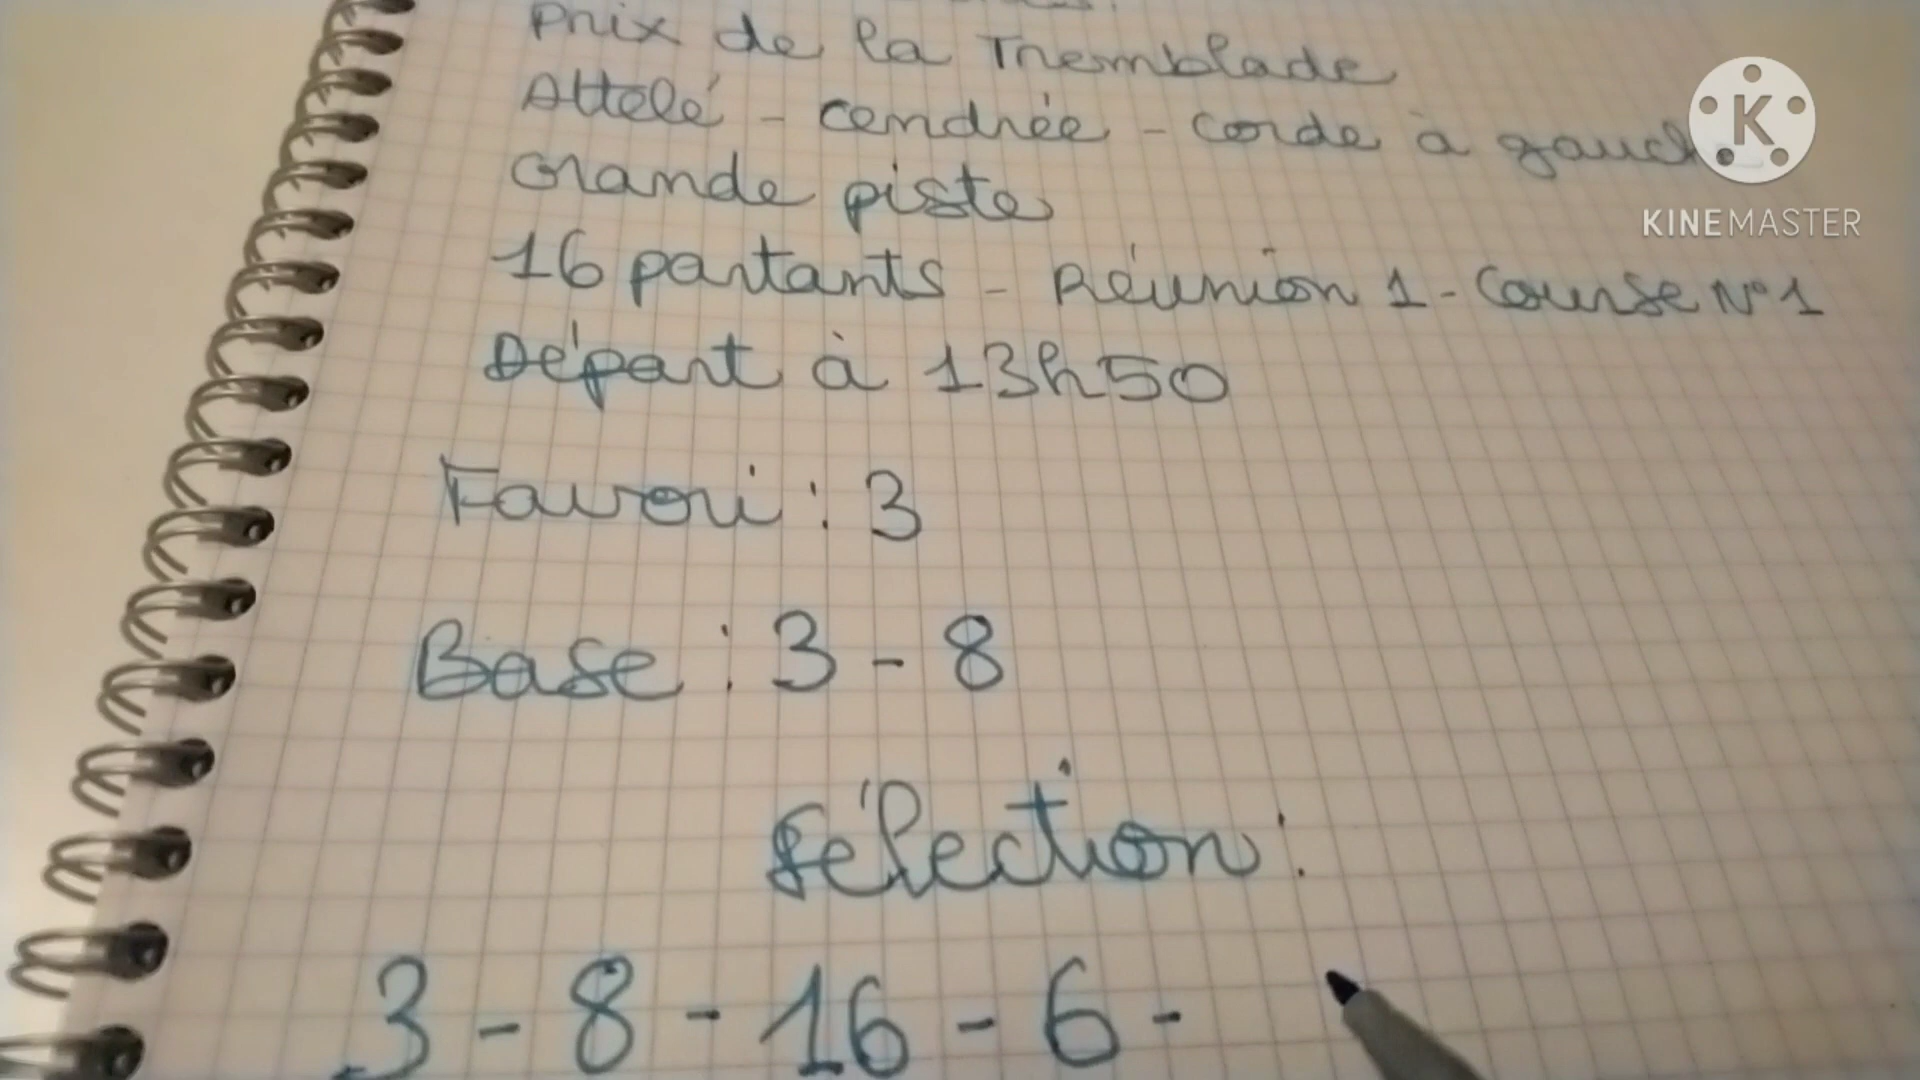 Prix de la Tremblade
Attelé - cendrée - corde à gauche
Grande piste
16 partants - Réunion 1 - Course N°1
Départ à 13h50
Favori : 3
Base : 3 - 8
Sélection :
3 - 8 - 16 - 6 -
K
KINEMASTER